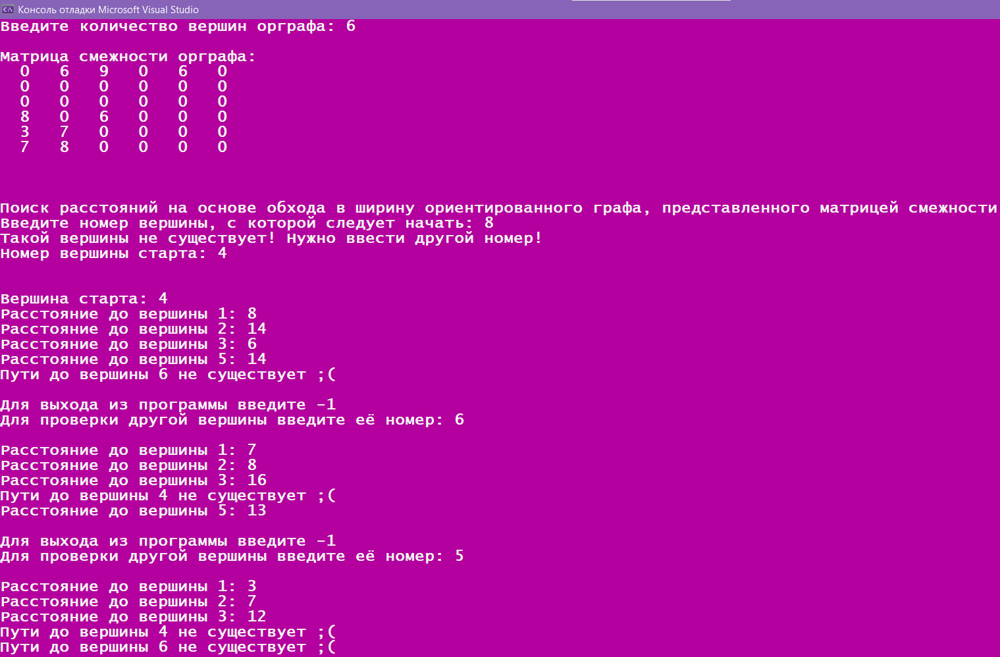 Консоль отладки Microsoft Visual Studio
Введите количество вершин орграфа: 6
Матрица смежности орграфа:
0 6 9 0 6 0
0 0 0 0 0 0
0 0 0 0 0 0
8 0 6 0 0 0
3 7 0 0 0 0
7 8 0 0 0 0
Поиск расстояний на основе обхода в ширину ориентированного графа, представленного матрицей смежности
Введите номер вершины, с которой следует начать: 8
Такой вершины не существует! Нужно ввести другой номер!
Номер вершины старта: 4
Вершина старта: 4
Расстояние до вершины 1: 8
Расстояние до вершины 2: 14
Расстояние до вершины 3: 6
Расстояние до вершины 5: 14
Пути до вершины 6 не существует ;(
Для выхода из программы введите -1
Для проверки другой вершины введите её номер: 6
Расстояние до вершины 1: 7
Расстояние до вершины 2: 8
Расстояние до вершины 3: 16
Пути до вершины 4 не существует ;(
Расстояние до вершины 5: 13
Для выхода из программы введите -1
Для проверки другой вершины введите её номер: 5
Расстояние до вершины 1: 3
Расстояние до вершины 2: 7
Расстояние до вершины 3: 12
Пути до вершины 4 не существует ;(
Пути до вершины 6 не существует ;(